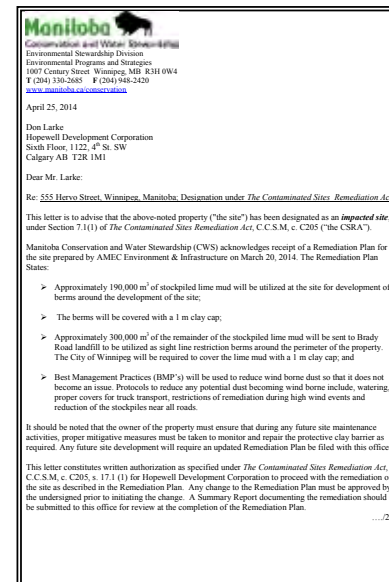 Manitoba
Conservation and Water Stewardship
Environmental Stewardship Division
Environmental Programs and Strategies
1007 Century Street Winnipeg, MB R3H 0W4
T (204) 330-2685 F (204) 948-2420
www.manitoba.ca/conservation
April 25, 2014
Don Larke
Hopewell Development Corporation
Sixth Floor, 1122, 4th St. SW
Calgary AB T2R 1M1
Dear Mr. Larke:
Re: 555 Hervo Street, Winnipeg, Manitoba; Designation under The Contaminated Sites Remediation Ac
This letter is to advise that the above-noted property ("the site") has been designated as an impacted site,
under Section 7.1(1) of The Contaminated Sites Remediation Act, C.C.S.M, c. C205 ("the CSRA").
Manitoba Conservation and Water Stewardship (CWS) acknowledges receipt of a Remediation Plan for
the site prepared by AMEC Environment & Infrastructure on March 20, 2014. The Remediation Plan
States:
➢ Approximately 190,000 m³ of stockpiled lime mud will be utilized at the site for development of
berms around the development of the site;
➢ The berms will be covered with a 1 m clay cap;
➢ Approximately 300,000 m³ of the remainder of the stockpiled lime mud will be sent to Brady
Road landfill to be utilized as sight line restriction berms around the perimeter of the property.
The City of Winnipeg will be required to cover the lime mud with a 1 m clay cap; and
➢ Best Management Practices (BMP's) will be used to reduce wind borne dust so that it does not
become an issue. Protocols to reduce any potential dust becoming wind borne include, watering,
proper covers for truck transport, restrictions of remediation during high wind events and
reduction of the stockpiles near all roads.
It should be noted that the owner of the property must ensure that during any future site maintenance
activities, proper mitigative measures must be taken to monitor and repair the protective clay barrier as
required. Any future site development will require an updated Remediation Plan be filed with this office
This letter constitutes written authorization as specified under The Contaminated Sites Remediation Act,
C.C.S.M, c. C205, s. 17.1 (1) for Hopewell Development Corporation to proceed with the remediation o
the site as described in the Remediation Plan. Any change to the Remediation Plan must be approved by
the undersigned prior to initiating the change. A Summary Report documenting the remediation should
be submitted to this office for review at the completion of the Remediation Plan.
…./2